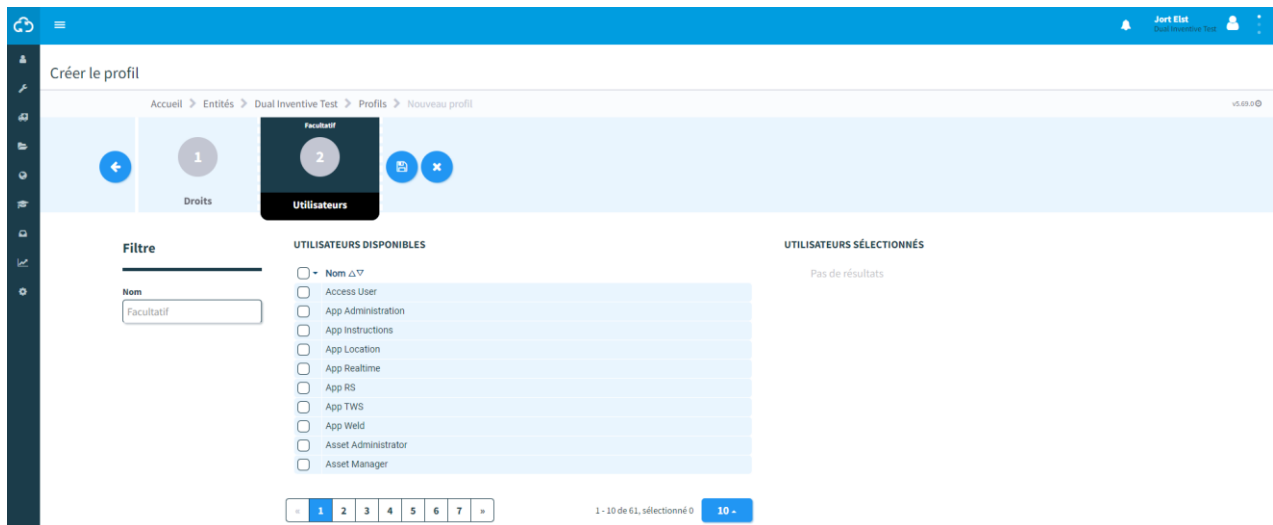 Jort Elst
Dual Inventive Test
Créer le profil
Accueil > Entités > Dual Inventive Test > Profils > Nouveau profil
v5.69.0
1
Droits
Facultatif
2
Utilisateurs
Filtre
Nom
Facultatif
UTILISATEURS DISPONIBLES
Nom
Access User
App Administration
App Instructions
App Location
App Realtime
App RS
App TWS
App Weld
Asset Administrator
Asset Manager
« 1 2 3 4 5 6 7 »
1 - 10 de 61, sélectionné 0
10
UTILISATEURS SÉLECTIONNÉS
Pas de résultats